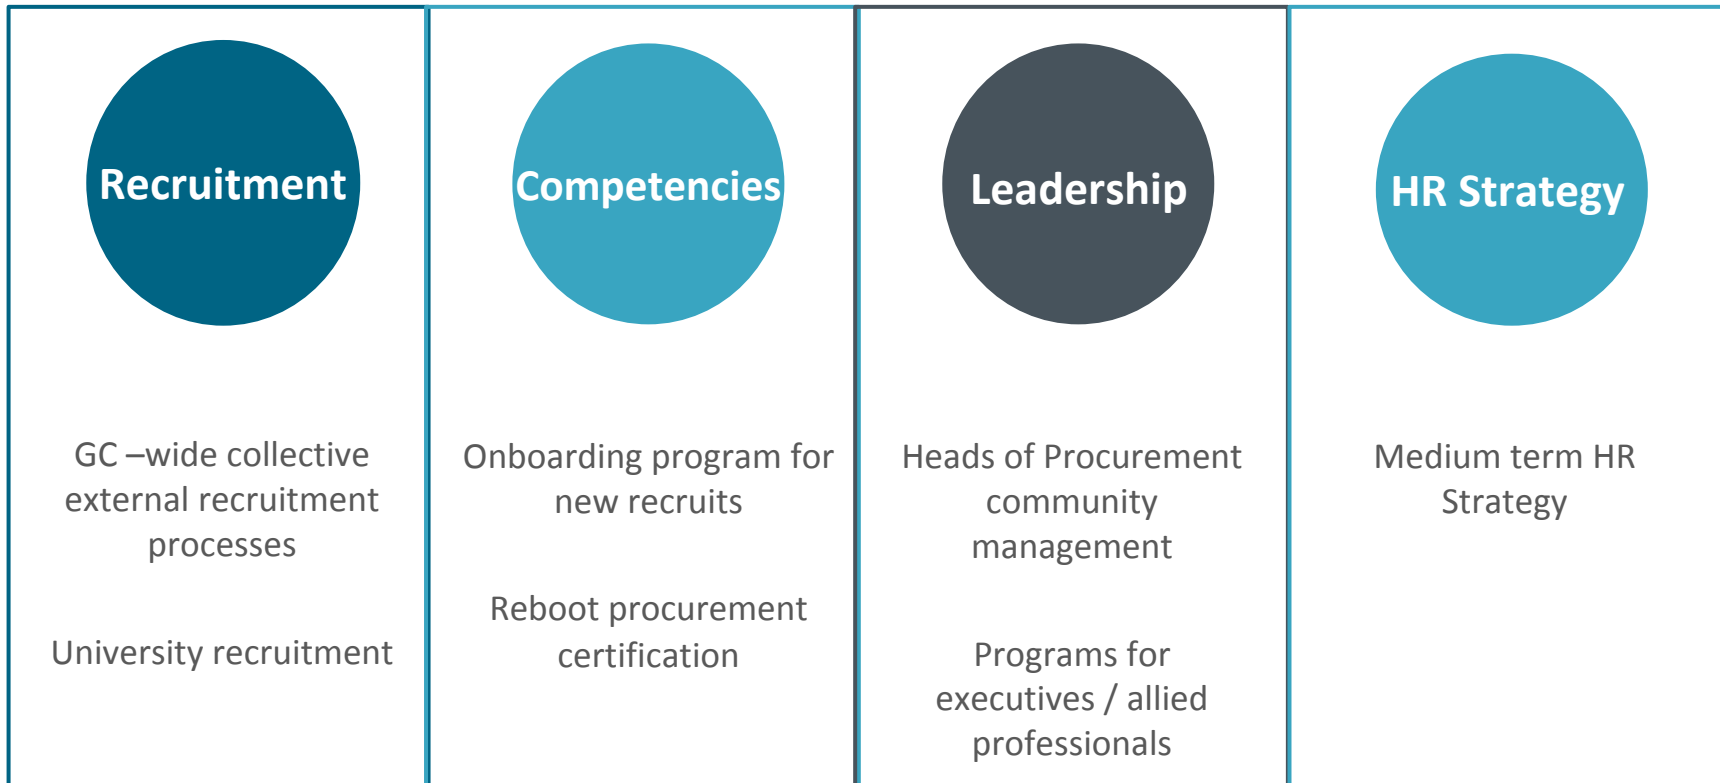 Recruitment
GC –wide collective
external recruitment
processes
University recruitment
Competencies
Onboarding program for
new recruits
Reboot procurement
certification
Leadership
Heads of Procurement
community
management
Programs for
executives / allied
professionals
HR Strategy
Medium term HR
Strategy